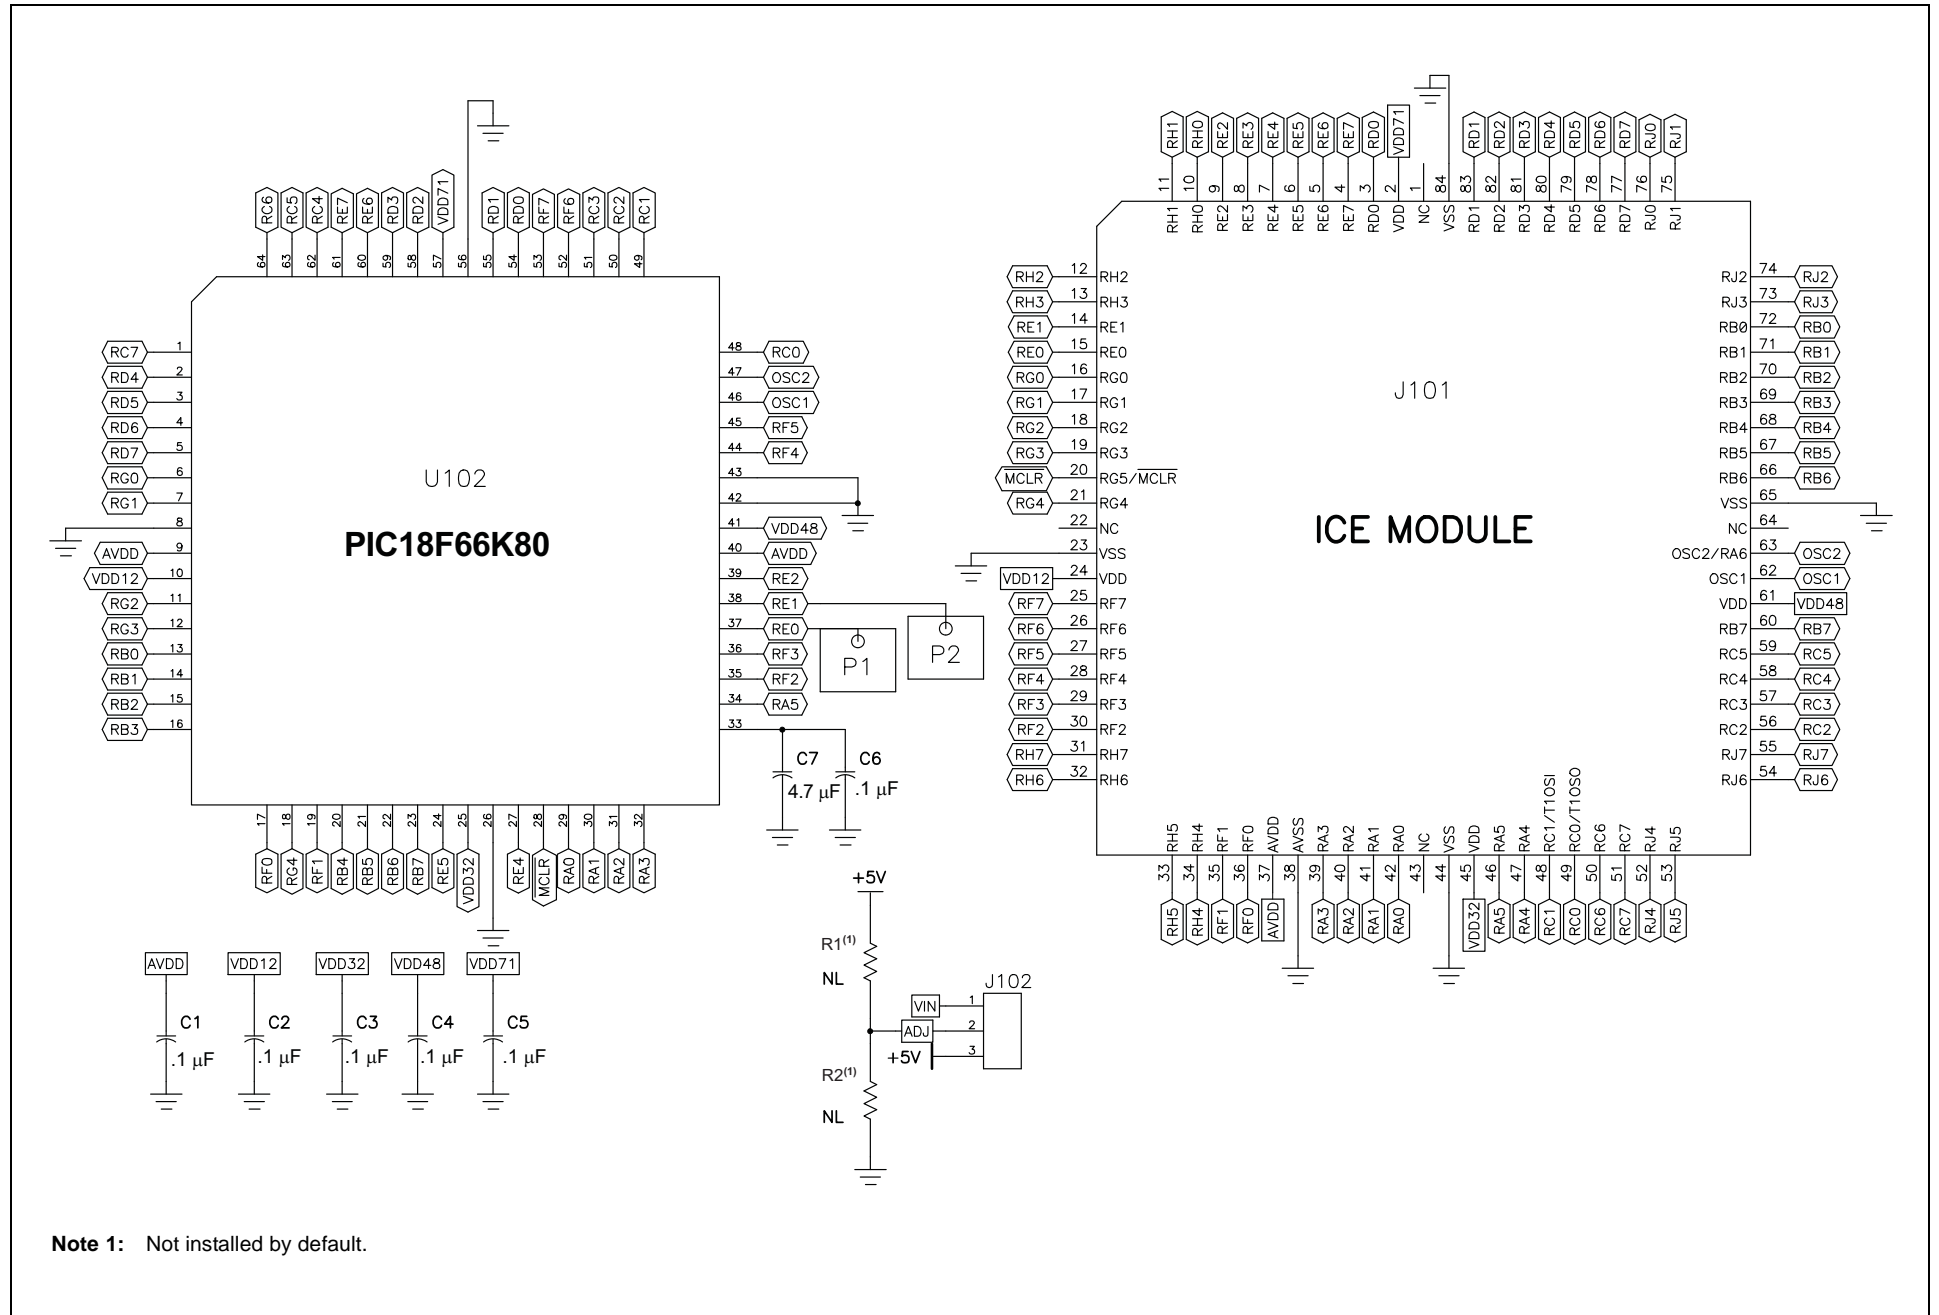 RC6 RC5 RC4 RE7 RE6 RD3 RD2 VDD71 RD1 RD0 RF7 RF6 RC3 RC2 RC1
64 63 62 61 60 59 58 57 56 55 54 53 52 51 50 49
RC7 1
RD4 2
RD5 3
RD6 4
RD7 5
RG0 6
RG1 7
8
AVDD 9
VDD12 10
RG2 11
RG3 12
RB0 13
RB1 14
RB2 15
RB3 16
U102
PIC18F66K80
48 RC0
47 OSC2
46 OSC1
45 RF5
44 RF4
43
42
41 VDD48
40 AVDD
39 RE2
38 RE1
37 RE0
36 RF3
35 RF2
34 RA5
33
P1
P2
17 18 19 20 21 22 23 24 25 26 27 28 29 30 31 32
RF0 RG4 RF1 RB4 RB5 RB6 RB7 RE5 VDD32 RE4 MCLR RA0 RA1 RA2 RA3
C7
4.7 µF
C6
.1 µF
AVDD VDD12 VDD32 VDD48 VDD71
C1 C2 C3 C4 C5
.1 µF .1 µF .1 µF .1 µF .1 µF
+5V
R1(1)
NL
R2(1)
NL
J102
VIN 1
ADJ 2
+5V 3
RH1 RH0 RE2 RE3 RE4 RE5 RE6 RE7 RD0 VDD71 RD1 RD2 RD3 RD4 RD5 RD6 RD7 RJ0 RJ1
11 10 9 8 7 6 5 4 3 2 1 84 83 82 81 80 79 78 77 76 75
RH1 RH0 RE2 RE3 RE4 RE5 RE6 RE7 RD0 VDD NC VSS RD1 RD2 RD3 RD4 RD5 RD6 RD7 RJ0 RJ1
RH2 12 RH2
RH3 13 RH3
RE1 14 RE1
RE0 15 RE0
RG0 16 RG0
RG1 17 RG1
RG2 18 RG2
RG3 19 RG3
MCLR 20 RG5/MCLR
RG4 21 RG4
22 NC
23 VSS
VDD12 24 VDD
RF7 25 RF7
RF6 26 RF6
RF5 27 RF5
RF4 28 RF4
RF3 29 RF3
RF2 30 RF2
RH7 31 RH7
RH6 32 RH6
J101
ICE MODULE
RJ2 74 RJ2
RJ3 73 RJ3
RB0 72 RB0
RB1 71 RB1
RB2 70 RB2
RB3 69 RB3
RB4 68 RB4
RB5 67 RB5
RB6 66 RB6
VSS 65
NC 64
OSC2/RA6 63 OSC2
OSC1 62 OSC1
VDD 61 VDD48
RB7 60 RB7
RC5 59 RC5
RC4 58 RC4
RC3 57 RC3
RC2 56 RC2
RJ7 55 RJ7
RJ6 54 RJ6
RH5 RH4 RF1 RF0 AVDD AVSS RA3 RA2 RA1 RA0 NC VSS VDD RA5 RA4 RC1/T1OSI RC0/T1OSO RC6 RC7 RJ4 RJ5
33 34 35 36 37 38 39 40 41 42 43 44 45 46 47 48 49 50 51 52 53
RH5 RH4 RF1 RF0 AVDD RA3 RA2 RA1 RA0 VDD32 RA5 RA4 RC1 RC0 RC6 RC7 RJ4 RJ5
Note 1: Not installed by default.